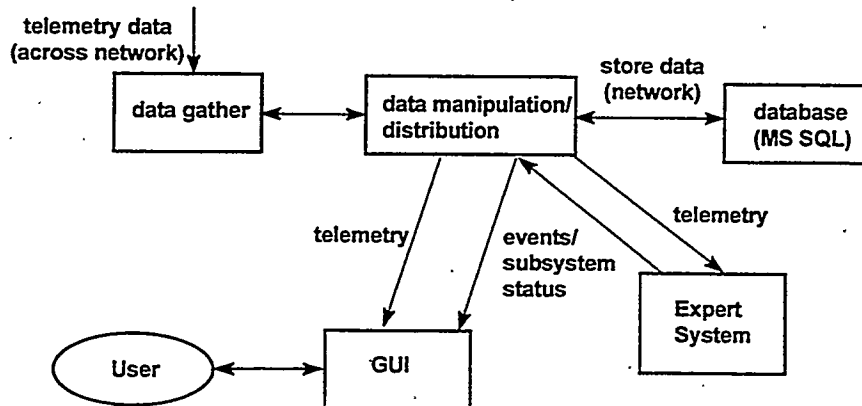 telemetry data
(across network)
data gather
data manipulation/
distribution
store data
(network)
database
(MS SQL)
telemetry
events/
subsystem
status
telemetry
Expert
System
User
GUI